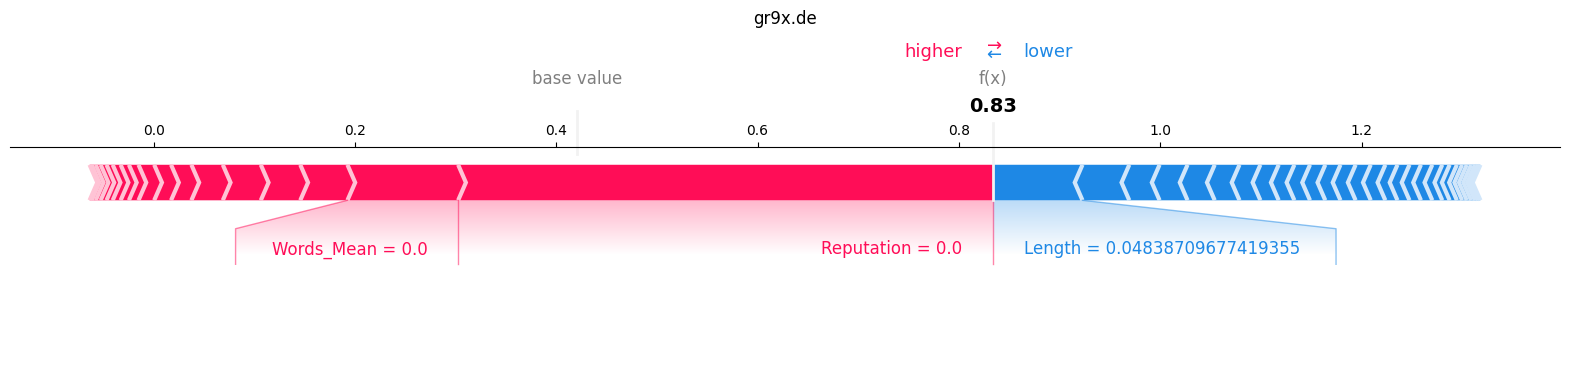 gr9x.de
higher ⇄ lower
base value f(x)
0.83
0.0 0.2 0.4 0.6 0.8 1.0 1.2
Words_Mean = 0.0 Reputation = 0.0 Length = 0.04838709677419355